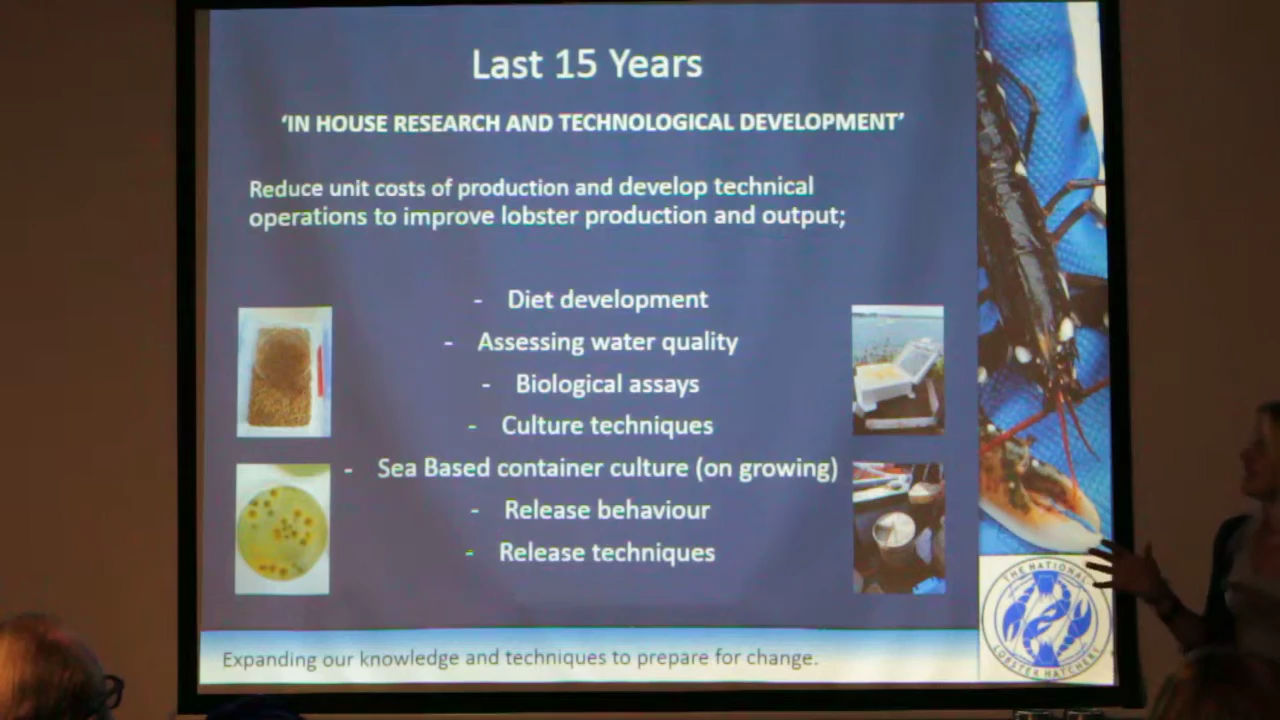 Last 15 Years
‘IN HOUSE RESEARCH AND TECHNOLOGICAL DEVELOPMENT’
Reduce unit costs of production and develop technical
operations to improve lobster production and output;
- Diet development
- Assessing water quality
- Biological assays
- Culture techniques
- Sea Based container culture (on growing)
- Release behaviour
- Release techniques
THE NATIONAL
LOBSTER HATCHERY
Expanding our knowledge and techniques to prepare for change.